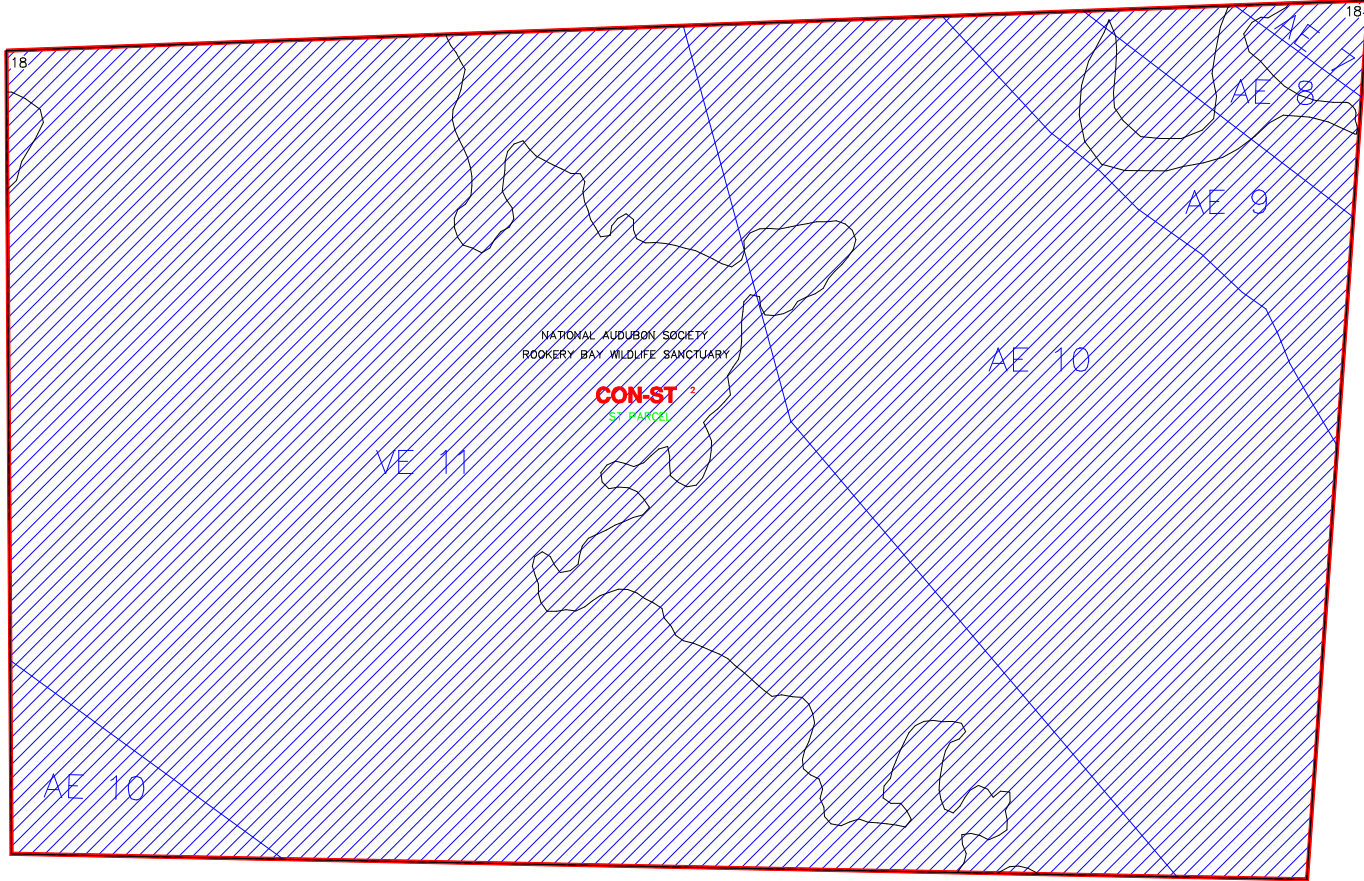 18
18
AE 7
AE 8
AE 9
NATIONAL AUDUBON SOCIETY
ROOKERY BAY WILDLIFE SANCTUARY
AE 10
CON-ST 2
ST PARCEL
VE 11
AE 10